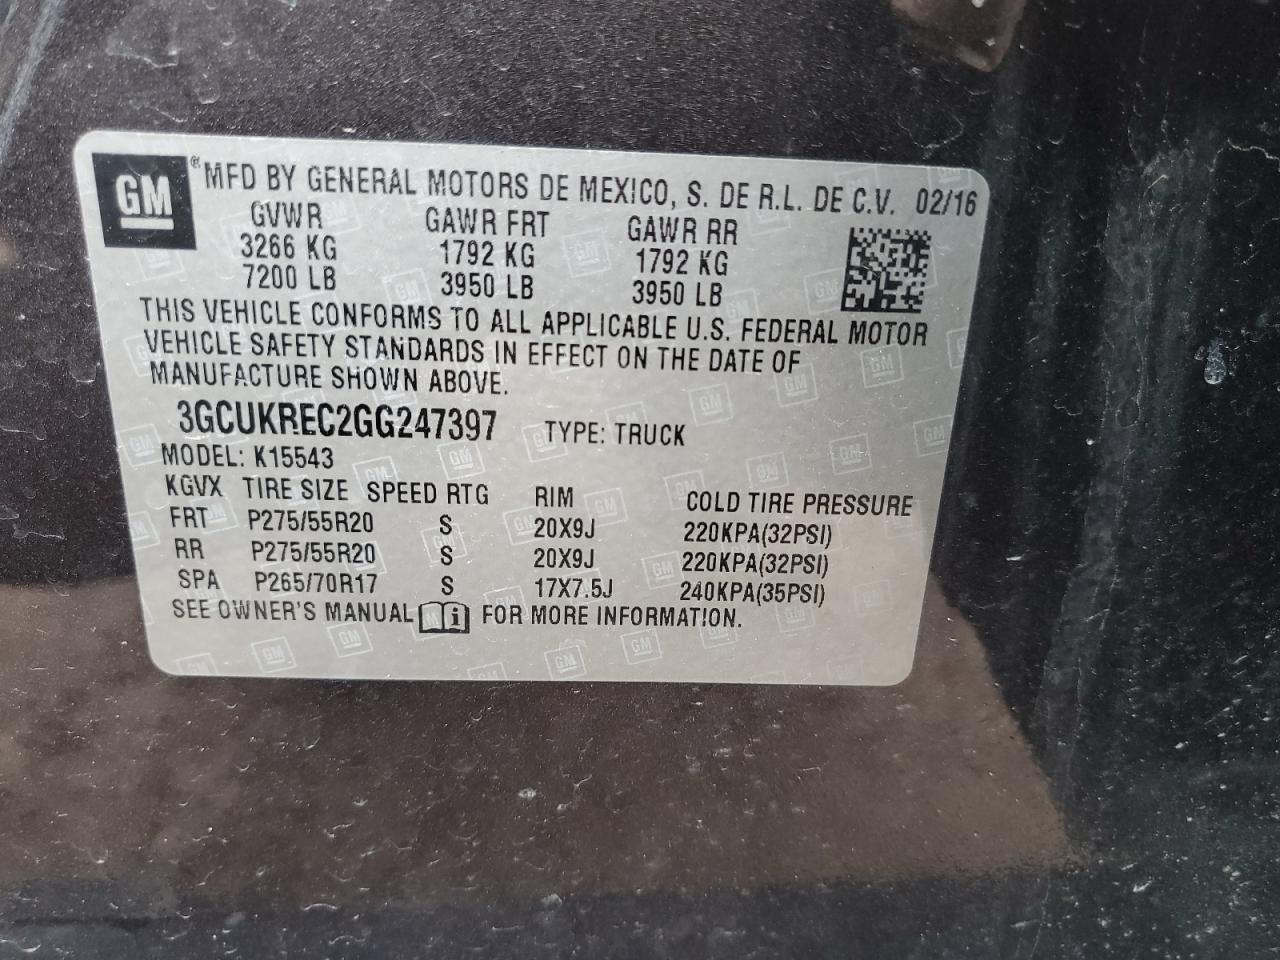 GM ® MFD BY GENERAL MOTORS DE MEXICO, S. DE R.L. DE C.V. 02/16
GVWR GAWR FRT GAWR RR
3266 KG 1792 KG 1792 KG
7200 LB 3950 LB 3950 LB
THIS VEHICLE CONFORMS TO ALL APPLICABLE U.S. FEDERAL MOTOR
VEHICLE SAFETY STANDARDS IN EFFECT ON THE DATE OF
MANUFACTURE SHOWN ABOVE.
3GCUKREC2GG247397 TYPE: TRUCK
MODEL: K15543
KGVX TIRE SIZE SPEED RTG RIM COLD TIRE PRESSURE
FRT P275/55R20 S 20X9J 220KPA(32PSI)
RR P275/55R20 S 20X9J 220KPA(32PSI)
SPA P265/70R17 S 17X7.5J 240KPA(35PSI)
SEE OWNER'S MANUAL i FOR MORE INFORMATION.